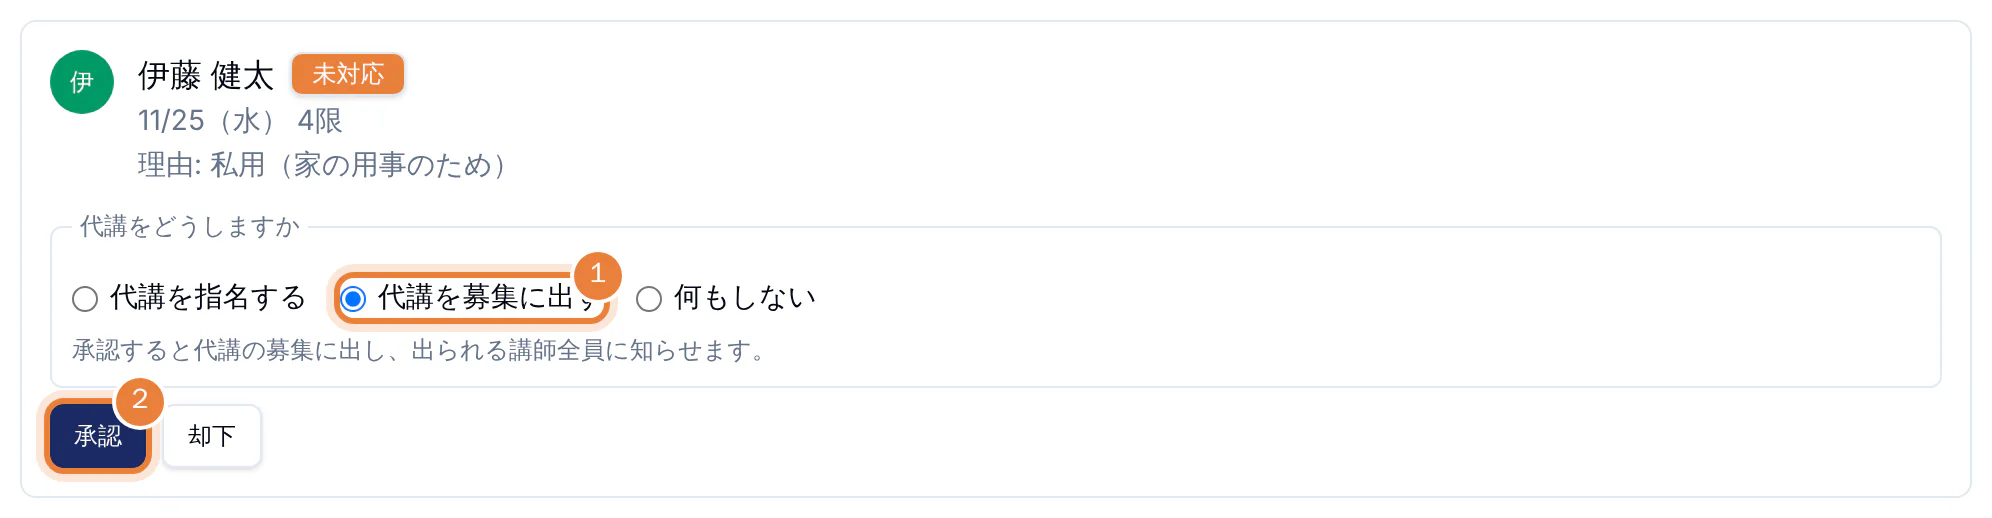 伊
伊藤 健太 未対応
11/25（水） 4限
理由: 私用（家の用事のため）
代講をどうしますか
代講を指名する 代講を募集に出す 何もしない
1
承認すると代講の募集に出し、出られる講師全員に知らせます。
2
承認 却下